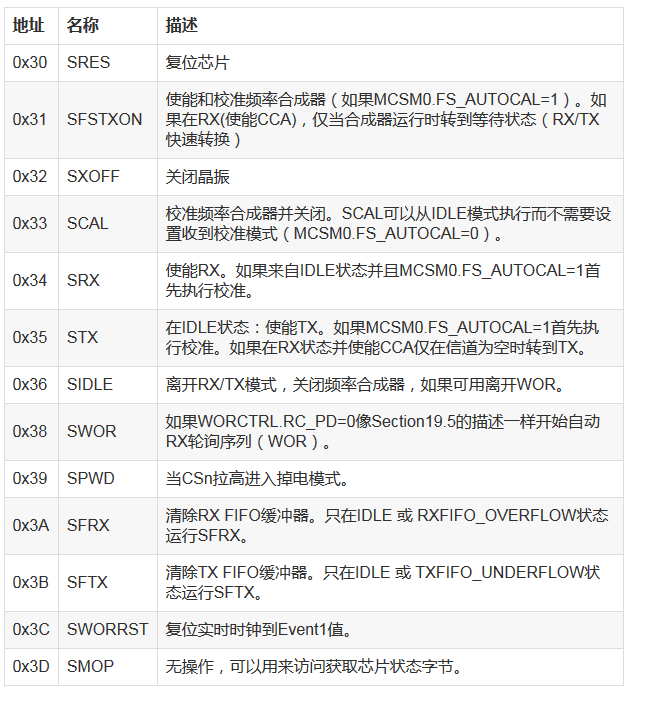 地址 名称 描述
0x30 SRES 复位芯片
使能和校准频率合成器（如果MCSM0.FS_AUTOCAL=1）。如
0x31 SFSTXON 果在RX(使能CCA)，仅当合成器运行时转到等待状态（RX/TX
快速转换）
0x32 SXOFF 关闭晶振
0x33 SCAL 校准频率合成器并关闭。SCAL可以从IDLE模式执行而不需要设
置收到校准模式（MCSM0.FS_AUTOCAL=0）。
0x34 SRX 使能RX。如果来自IDLE状态并且MCSM0.FS_AUTOCAL=1首
先执行校准。
0x35 STX 在IDLE状态：使能TX。如果MCSM0.FS_AUTOCAL=1首先执
行校准。如果在RX状态并使能CCA仅在信道为空时转到TX。
0x36 SIDLE 离开RX/TX模式，关闭频率合成器，如果可用离开WOR。
0x38 SWOR 如果WORCTRL.RC_PD=0像Section19.5的描述一样开始自动
RX轮询序列（WOR）。
0x39 SPWD 当CSn拉高进入掉电模式。
0x3A SFRX 清除RX FIFO缓冲器。只在IDLE 或 RXFIFO_OVERFLOW状态
运行SFRX。
0x3B SFTX 清除TX FIFO缓冲器。只在IDLE 或 TXFIFO_UNDERFLOW状
态运行SFTX。
0x3C SWORRST 复位实时时钟到Event1值。
0x3D SMOP 无操作，可以用来访问获取芯片状态字节。